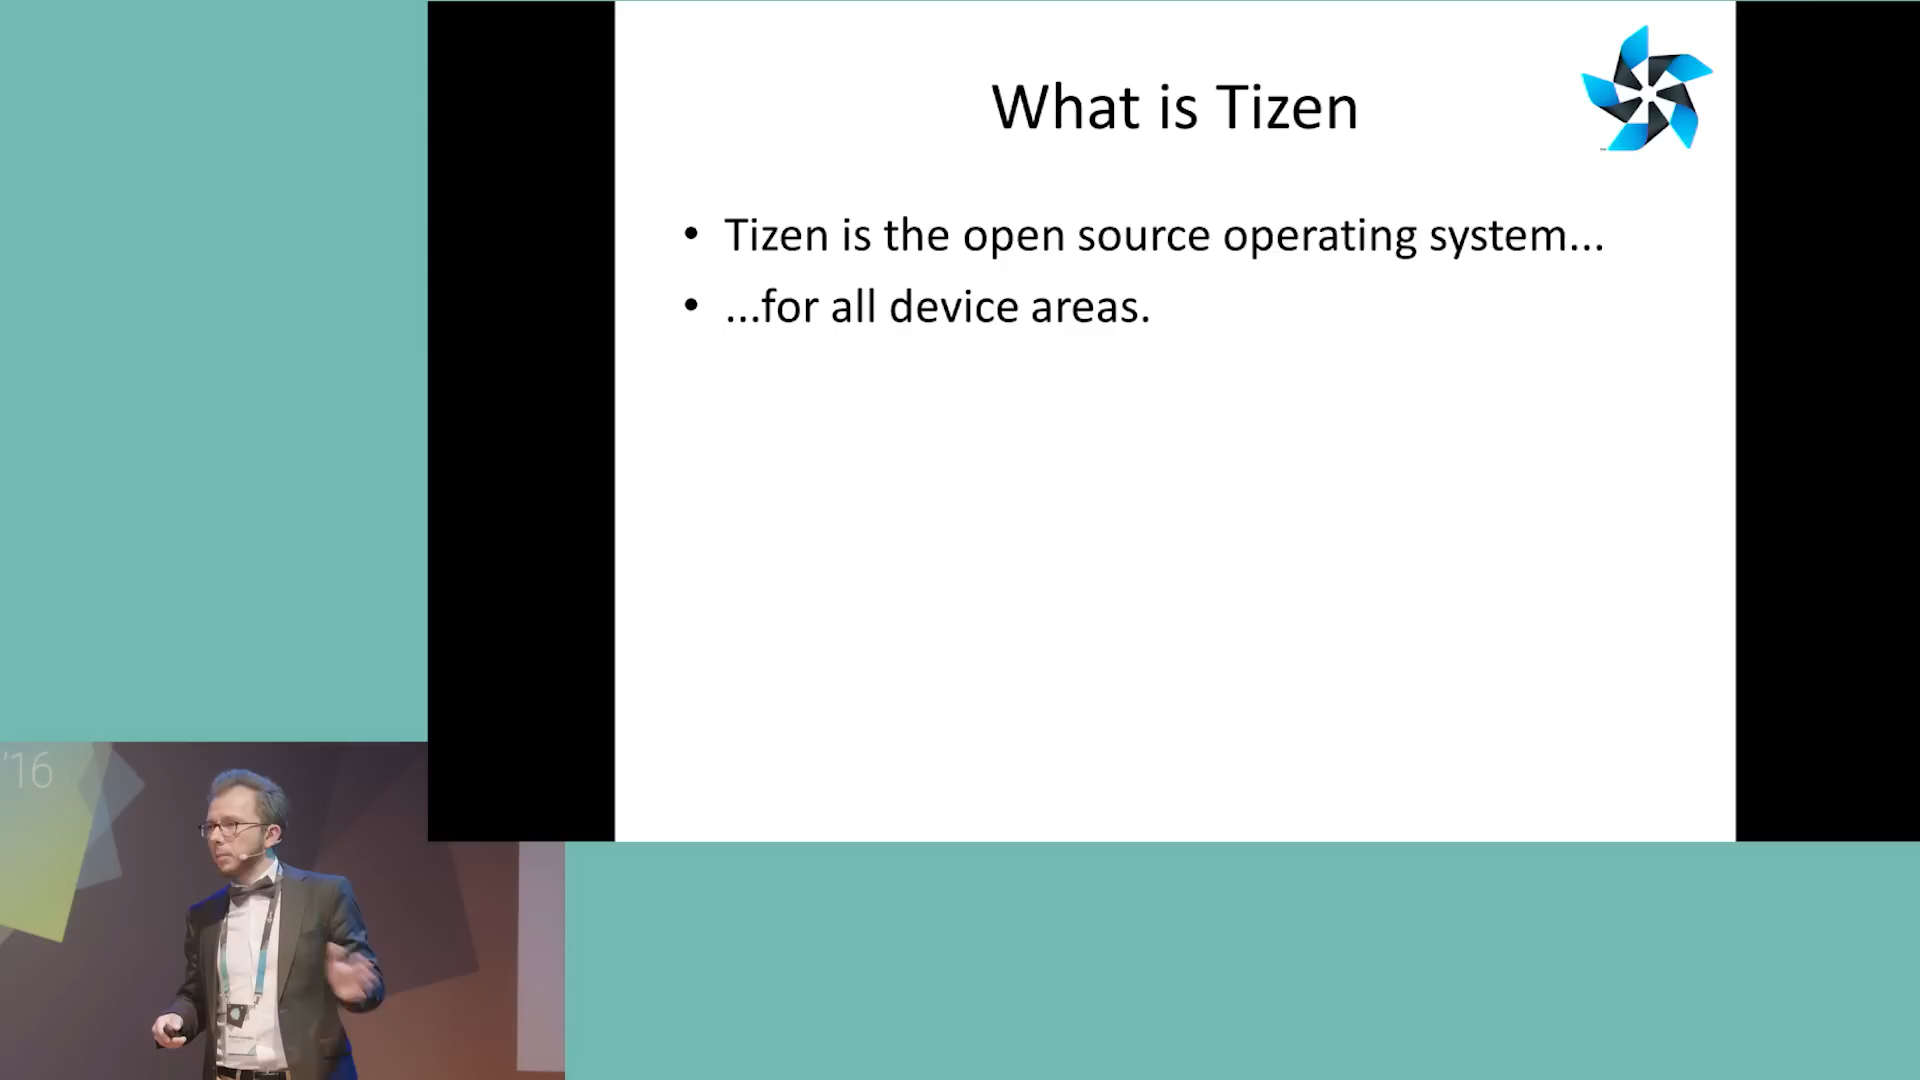 What is Tizen
• Tizen is the open source operating system...
• ...for all device areas.
'16